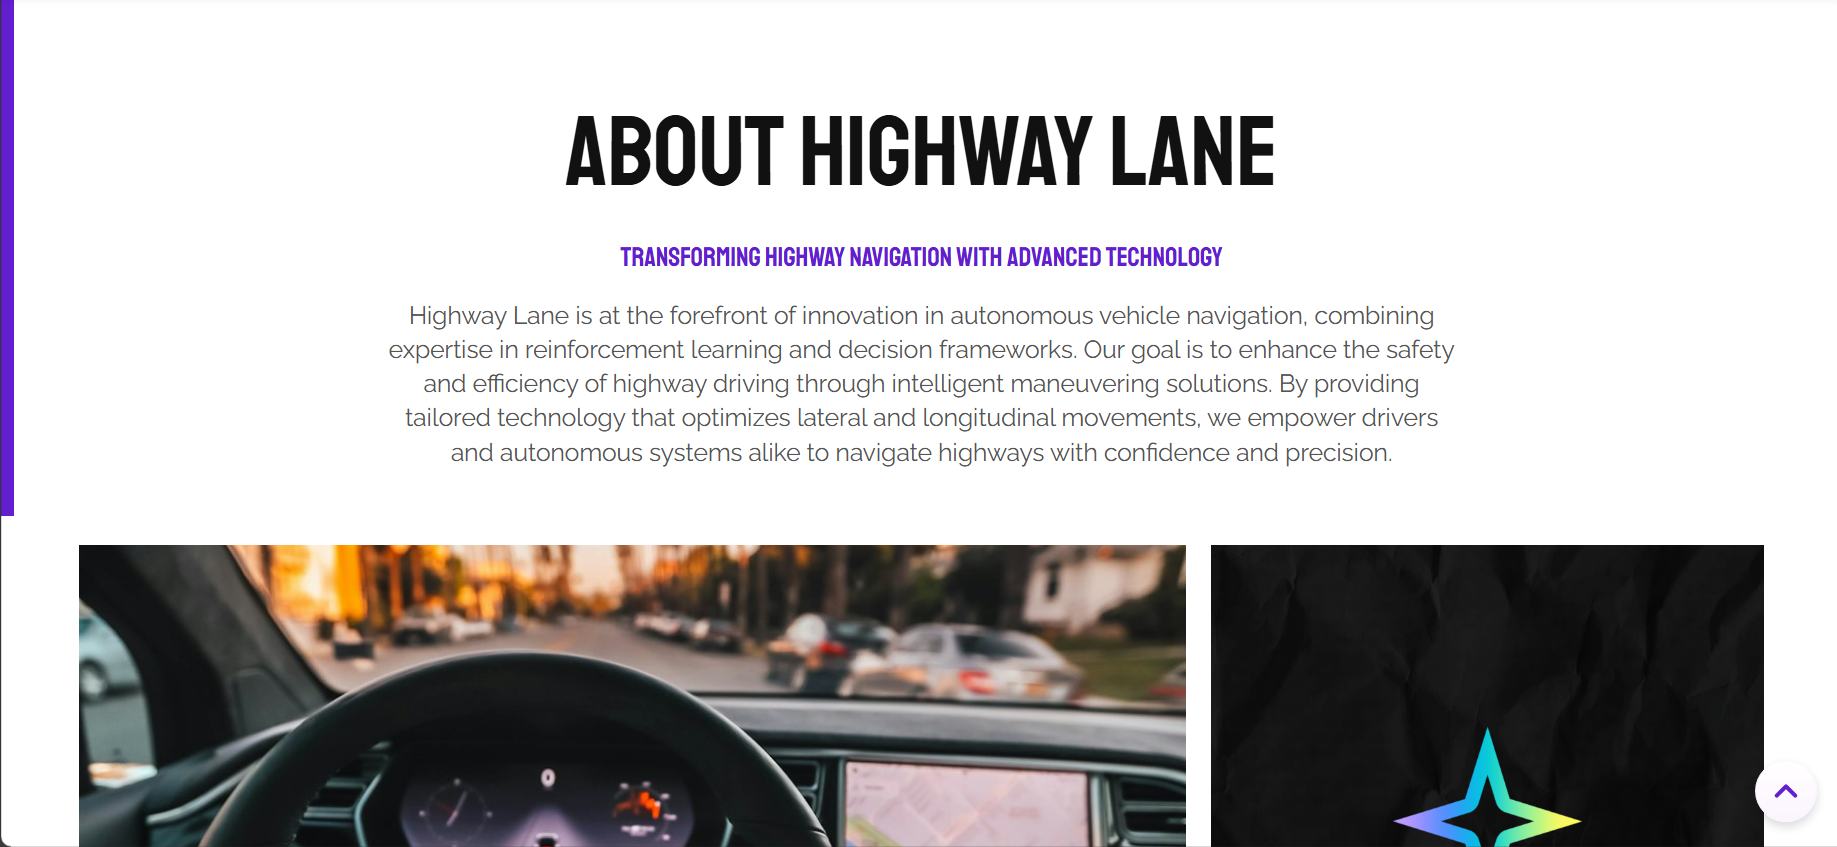 ABOUT HIGHWAY LANE
TRANSFORMING HIGHWAY NAVIGATION WITH ADVANCED TECHNOLOGY
Highway Lane is at the forefront of innovation in autonomous vehicle navigation, combining
expertise in reinforcement learning and decision frameworks. Our goal is to enhance the safety
and efficiency of highway driving through intelligent maneuvering solutions. By providing
tailored technology that optimizes lateral and longitudinal movements, we empower drivers
and autonomous systems alike to navigate highways with confidence and precision.
0